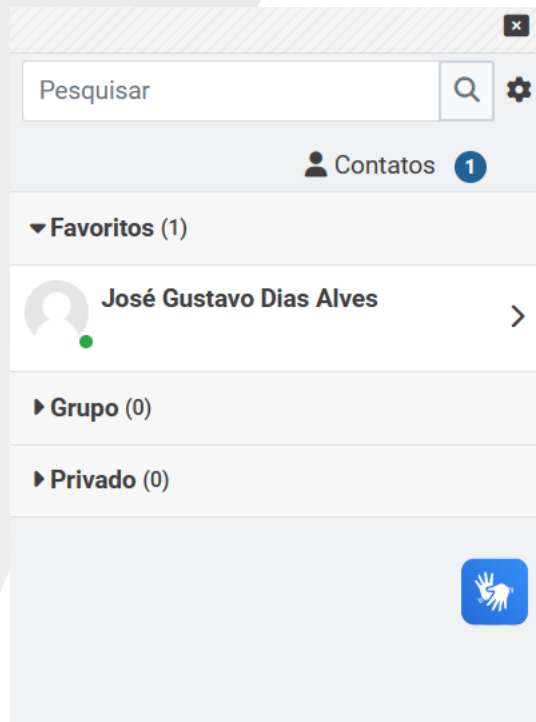 Pesquisar
Contatos 1
Favoritos (1)
José Gustavo Dias Alves
Grupo (0)
Privado (0)